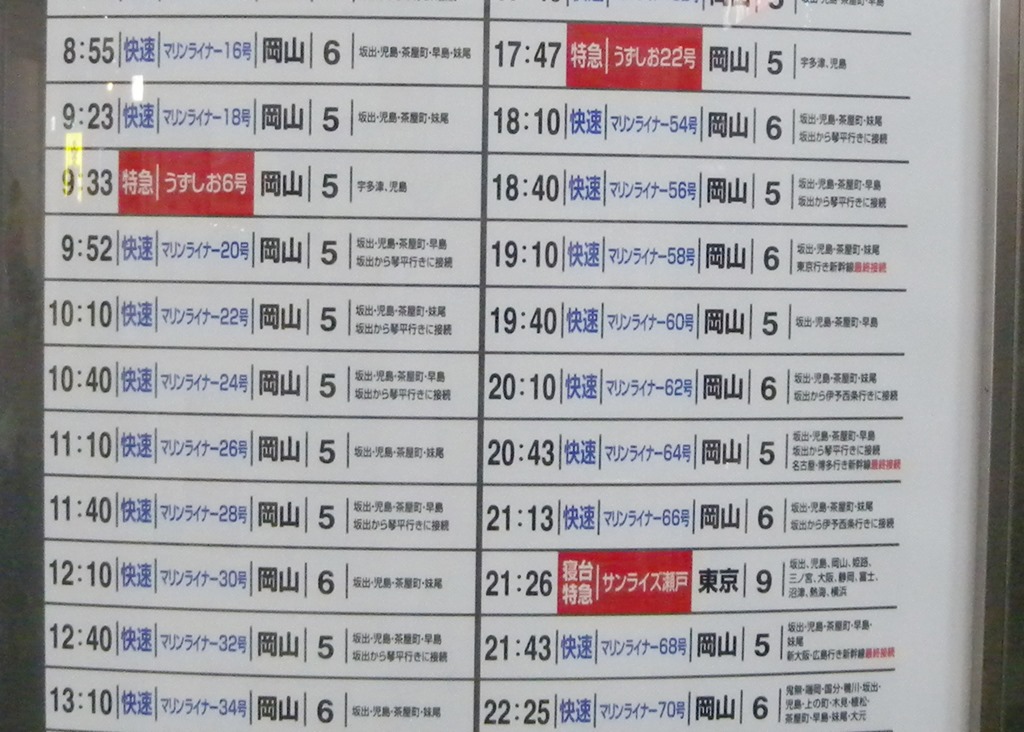 8:55 快速 マリンライナー16号 岡山 6 坂出・児島・茶屋町・早島・妹尾
9:23 快速 マリンライナー18号 岡山 5 坂出・児島・茶屋町・妹尾
9:33 特急 うずしお6号 岡山 5 宇多津、児島
9:52 快速 マリンライナー20号 岡山 5 坂出・児島・茶屋町・早島
坂出から琴平行きに接続
10:10 快速 マリンライナー22号 岡山 5 坂出・児島・茶屋町・妹尾
坂出から琴平行きに接続
10:40 快速 マリンライナー24号 岡山 5 坂出・児島・茶屋町・早島
坂出から琴平行きに接続
11:10 快速 マリンライナー26号 岡山 5 坂出・児島・茶屋町・妹尾
11:40 快速 マリンライナー28号 岡山 5 坂出・児島・茶屋町・早島
坂出から琴平行きに接続
12:10 快速 マリンライナー30号 岡山 6 坂出・児島・茶屋町・妹尾
12:40 快速 マリンライナー32号 岡山 5 坂出・児島・茶屋町・早島
坂出から琴平行きに接続
13:10 快速 マリンライナー34号 岡山 6 坂出・児島・茶屋町・妹尾
17:47 特急 うずしお22号 岡山 5 宇多津、児島
18:10 快速 マリンライナー54号 岡山 6 坂出・児島・茶屋町・妹尾
坂出から琴平行きに接続
18:40 快速 マリンライナー56号 岡山 5 坂出・児島・茶屋町・早島
坂出から琴平行きに接続
19:10 快速 マリンライナー58号 岡山 6 坂出・児島・茶屋町・妹尾
東京行き新幹線最終接続
19:40 快速 マリンライナー60号 岡山 5 坂出・児島・茶屋町・早島
20:10 快速 マリンライナー62号 岡山 6 坂出・児島・茶屋町・妹尾
坂出から伊予西条行きに接続
20:43 快速 マリンライナー64号 岡山 5 坂出・児島・茶屋町・早島
坂出から琴平行きに接続
名古屋・博多行き新幹線最終接続
21:13 快速 マリンライナー66号 岡山 6 坂出・児島・茶屋町・妹尾
坂出から伊予西条行きに接続
21:26 寝台特急 サンライズ瀬戸 東京 9 坂出、児島、岡山、姫路、
三ノ宮、大阪、静岡、富士、
沼津、熱海、横浜
21:43 快速 マリンライナー68号 岡山 5 坂出・児島・茶屋町・早島・
妹尾
新大阪・広島行き新幹線最終接続
22:25 快速 マリンライナー70号 岡山 6 鬼無・端岡・国分・鴨川・坂出・
児島・上の町・木見・植松・
茶屋町・早島・妹尾・大元